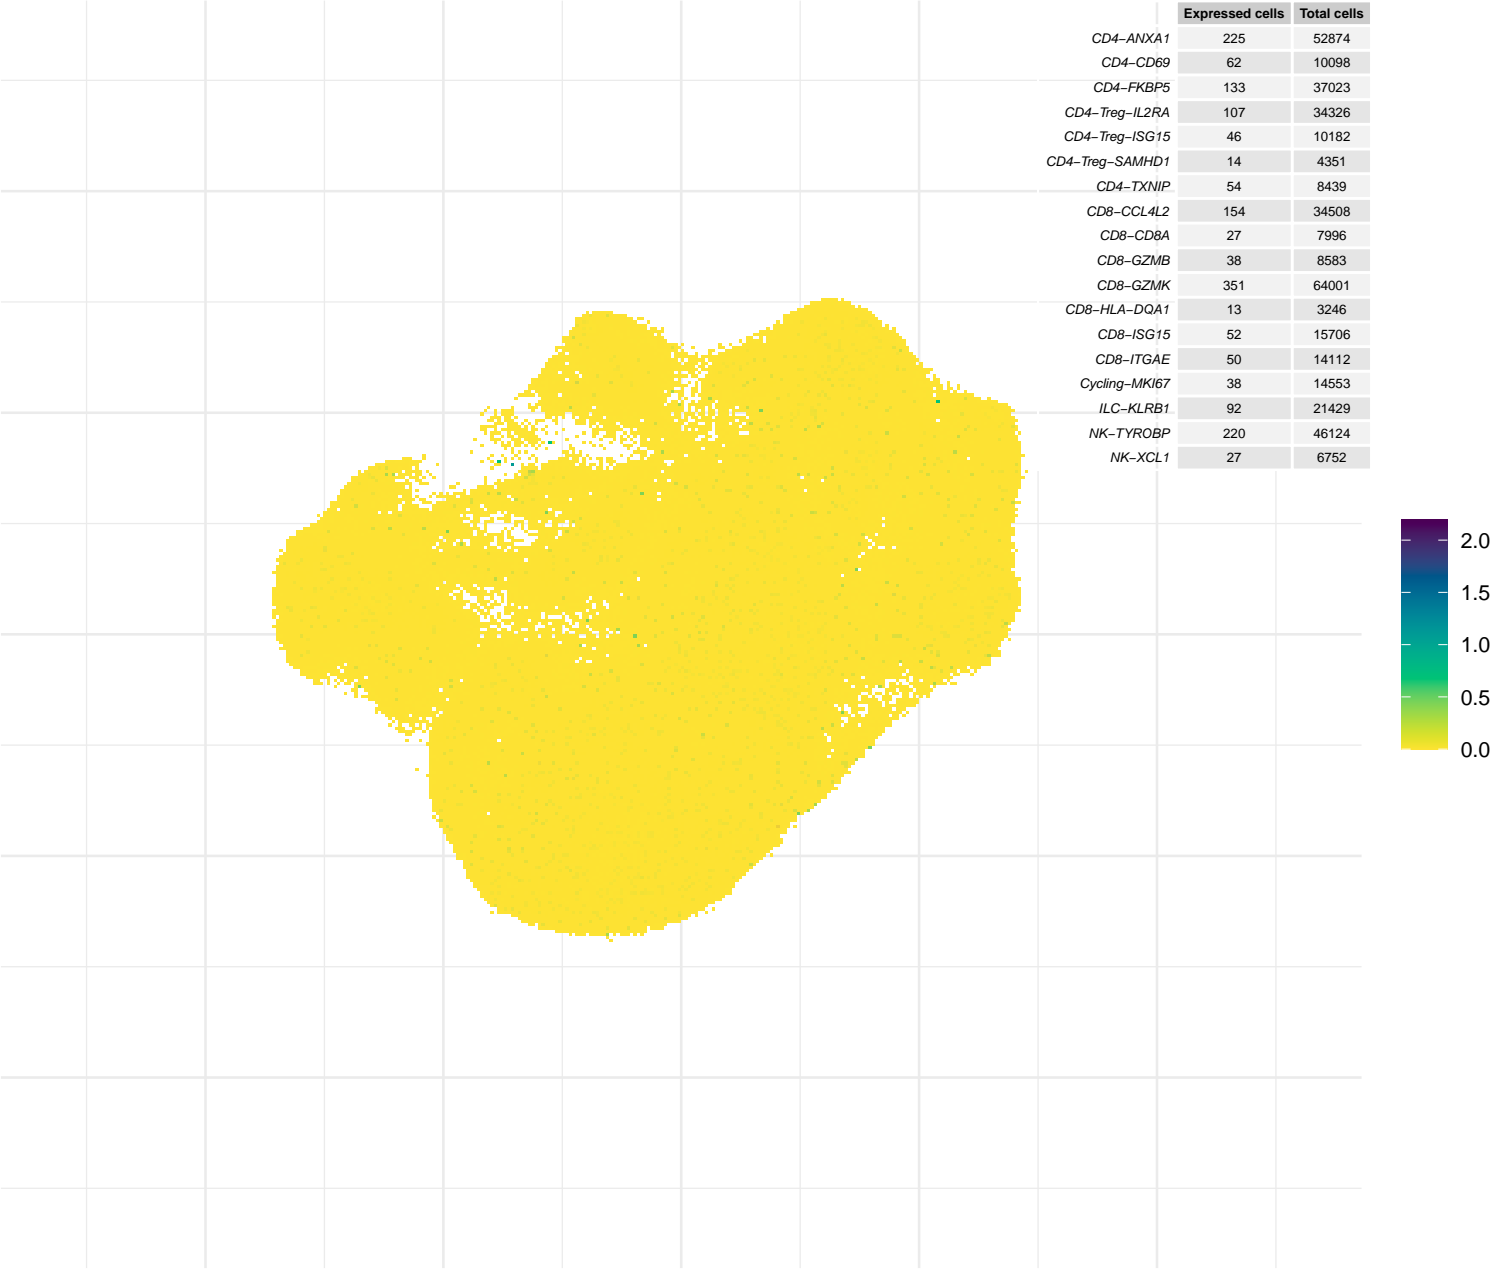 Expressed cells Total cells
CD4−ANXA1 225 52874
CD4−CD69 62 10098
CD4−FKBP5 133 37023
CD4−Treg−IL2RA 107 34326
CD4−Treg−ISG15 46 10182
CD4−Treg−SAMHD1 14 4351
CD4−TXNIP 54 8439
CD8−CCL4L2 154 34508
CD8−CD8A 27 7996
CD8−GZMB 38 8583
CD8−GZMK 351 64001
CD8−HLA−DQA1 13 3246
CD8−ISG15 52 15706
CD8−ITGAE 50 14112
Cycling−MKI67 38 14553
ILC−KLRB1 92 21429
NK−TYROBP 220 46124
NK−XCL1 27 6752
2.0
1.5
1.0
0.5
0.0